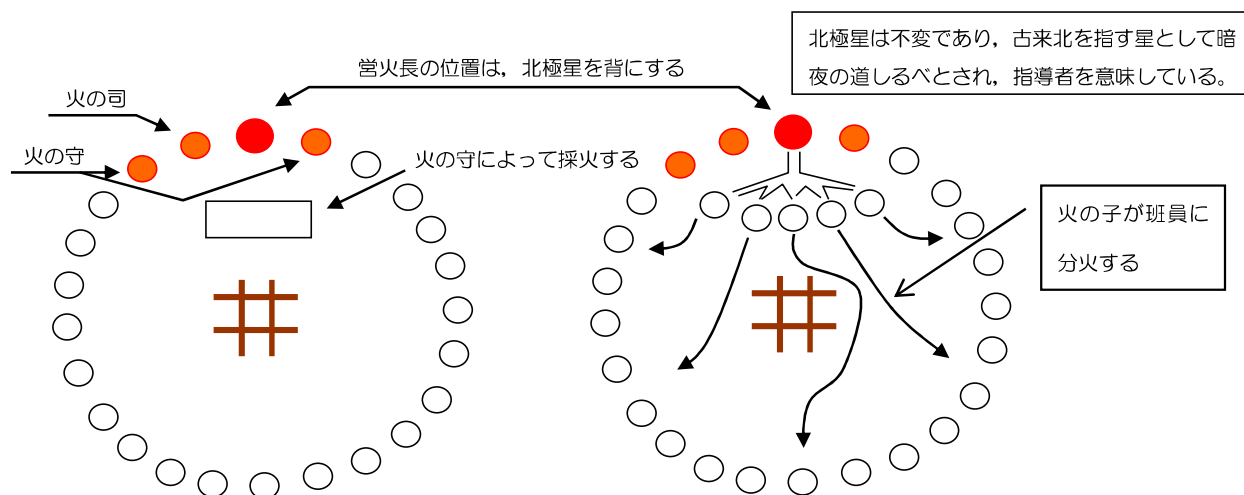 北極星は不変であり，古来北を指す星として暗
夜の道しるべとされ，指導者を意味している。
営火長の位置は，北極星を背にする
火の司
火の守
火の守によって採火する
火の子が班員に
分火する